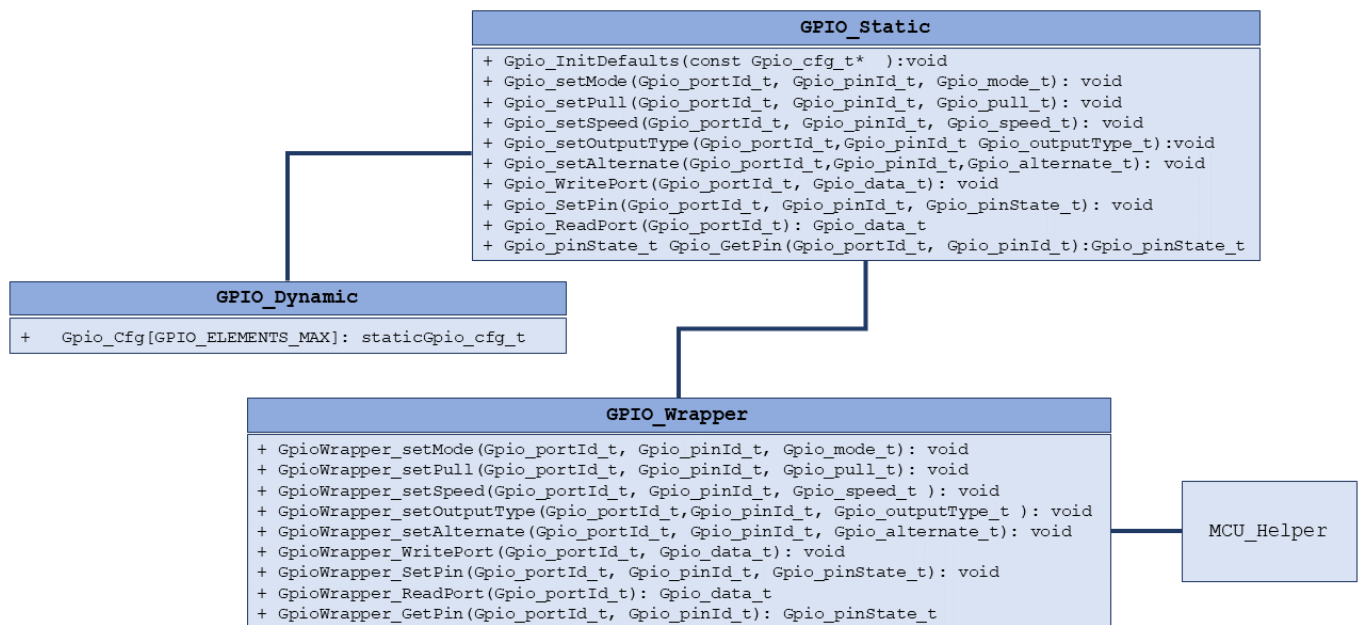 GPIO_Static
+ Gpio_InitDefaults(const Gpio_cfg_t*  ):void
+ Gpio_setMode(Gpio_portId_t, Gpio_pinId_t, Gpio_mode_t): void
+ Gpio_setPull(Gpio_portId_t, Gpio_pinId_t, Gpio_pull_t): void
+ Gpio_setSpeed(Gpio_portId_t, Gpio_pinId_t, Gpio_speed_t): void
+ Gpio_setOutputType(Gpio_portId_t,Gpio_pinId_t Gpio_outputType_t):void
+ Gpio_setAlternate(Gpio_portId_t,Gpio_pinId_t,Gpio_alternate_t): void
+ Gpio_WritePort(Gpio_portId_t, Gpio_data_t): void
+ Gpio_SetPin(Gpio_portId_t, Gpio_pinId_t, Gpio_pinState_t): void
+ Gpio_ReadPort(Gpio_portId_t): Gpio_data_t
+ Gpio_pinState_t Gpio_GetPin(Gpio_portId_t, Gpio_pinId_t):Gpio_pinState_t
GPIO_Dynamic
+ Gpio_Cfg[GPIO_ELEMENTS_MAX]: staticGpio_cfg_t
GPIO_Wrapper
+ GpioWrapper_setMode(Gpio_portId_t, Gpio_pinId_t, Gpio_mode_t): void
+ GpioWrapper_setPull(Gpio_portId_t, Gpio_pinId_t, Gpio_pull_t): void
+ GpioWrapper_setSpeed(Gpio_portId_t, Gpio_pinId_t, Gpio_speed_t ): void
+ GpioWrapper_setOutputType(Gpio_portId_t,Gpio_pinId_t, Gpio_outputType_t ): void
+ GpioWrapper_setAlternate(Gpio_portId_t, Gpio_pinId_t, Gpio_alternate_t): void
+ GpioWrapper_WritePort(Gpio_portId_t, Gpio_data_t): void
+ GpioWrapper_SetPin(Gpio_portId_t, Gpio_pinId_t, Gpio_pinState_t): void
+ GpioWrapper_ReadPort(Gpio_portId_t): Gpio_data_t
+ GpioWrapper_GetPin(Gpio_portId_t, Gpio_pinId_t): Gpio_pinState_t
MCU_Helper